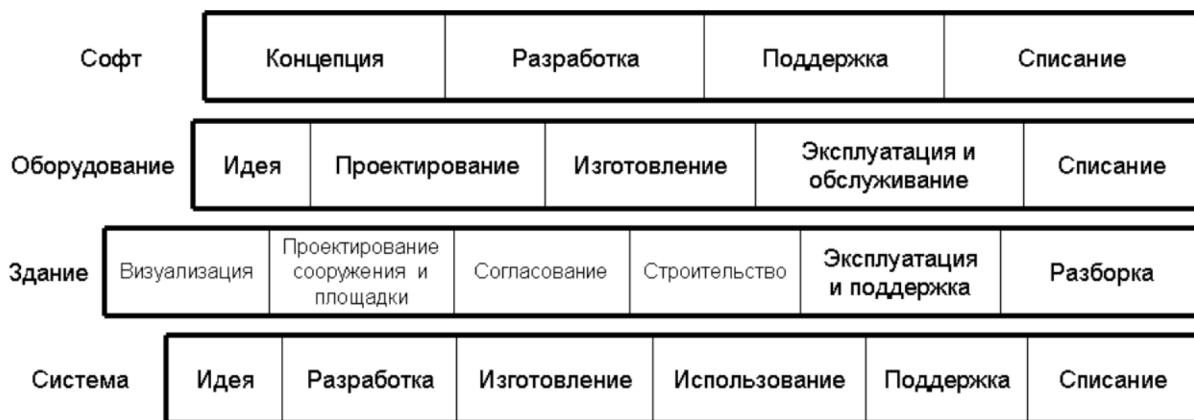 Софт Концепция Разработка Поддержка Списание
Оборудование Идея Проектирование Изготовление Эксплуатация и обслуживание Списание
Здание Визуализация Проектирование сооружения и площадки Согласование Строительство Эксплуатация и поддержка Разборка
Система Идея Разработка Изготовление Использование Поддержка Списание